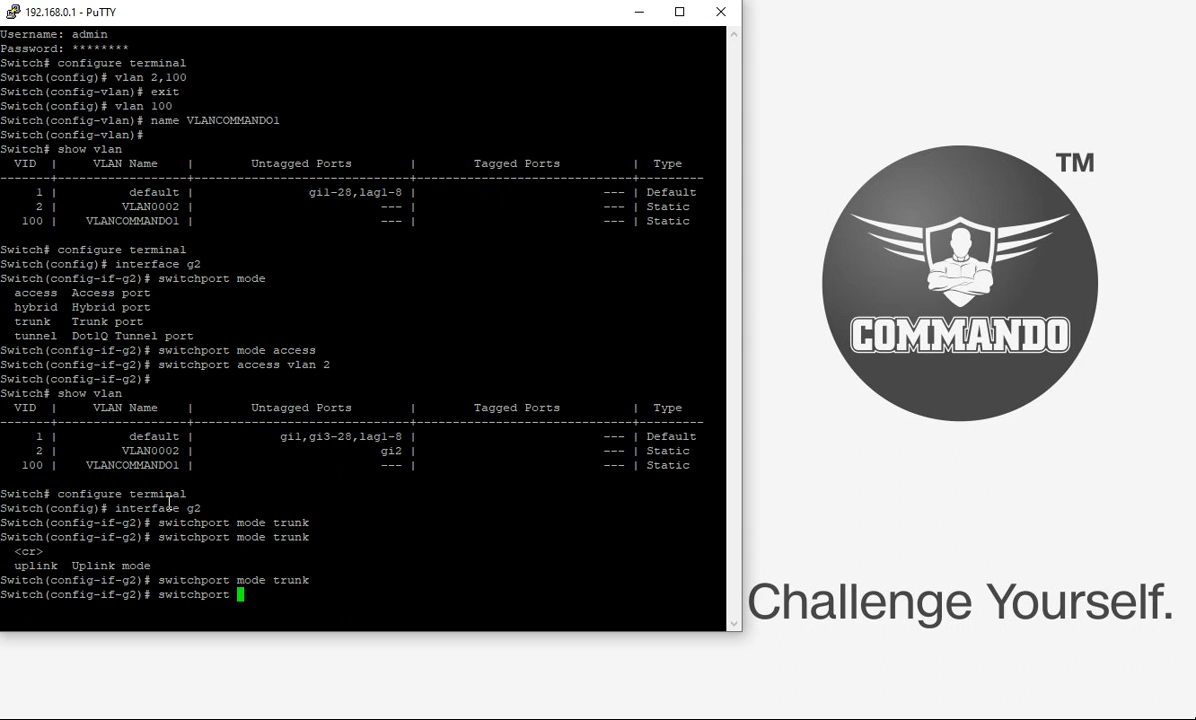 192.168.0.1 - PuTTY
Username: admin
Password: ********
Switch# configure terminal
Switch(config)# vlan 2,100
Switch(config-vlan)# exit
Switch(config)# vlan 100
Switch(config-vlan)# name VLANCOMMANDO1
Switch(config-vlan)#
Switch# show vlan
VID | VLAN Name | Untagged Ports | Tagged Ports | Type
-------+------------------+------------------------------+------------------------------+---------
1 | default | gi1-28,lag1-8 | --- | Default
2 | VLAN0002 | --- | --- | Static
100 | VLANCOMMANDO1 | --- | --- | Static
Switch# configure terminal
Switch(config)# interface g2
Switch(config-if-g2)# switchport mode
access Access port
hybrid Hybrid port
trunk Trunk port
tunnel Dot1Q Tunnel port
Switch(config-if-g2)# switchport mode access
Switch(config-if-g2)# switchport access vlan 2
Switch(config-if-g2)#
Switch# show vlan
VID | VLAN Name | Untagged Ports | Tagged Ports | Type
-------+------------------+------------------------------+------------------------------+---------
1 | default | gi1,gi3-28,lag1-8 | --- | Default
2 | VLAN0002 | gi2 | --- | Static
100 | VLANCOMMANDO1 | --- | --- | Static
Switch# configure terminal
Switch(config)# interface g2
Switch(config-if-g2)# switchport mode trunk
Switch(config-if-g2)# switchport mode trunk
<cr>
uplink Uplink mode
Switch(config-if-g2)# switchport mode trunk
Switch(config-if-g2)# switchport
TM
COMMANDO
Challenge Yourself.